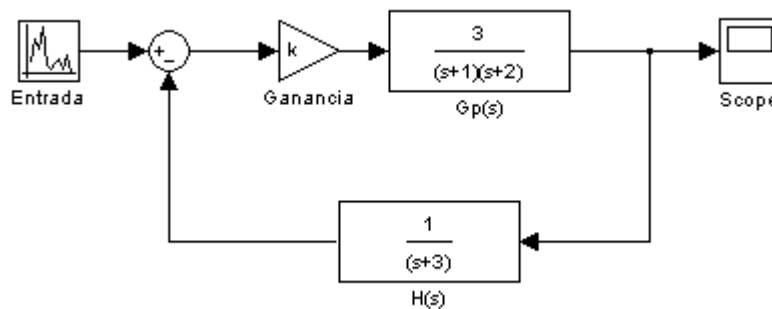 +
-
k
3
(s+1)(s+2)
Entrada
Ganancia
Gp(s)
Scope
1
(s+3)
H(s)